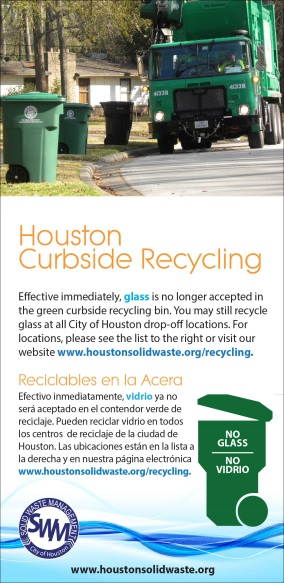 41338
41338
Houston
Curbside Recycling
Effective immediately, glass is no longer accepted in
the green curbside recycling bin. You may still recycle
glass at all City of Houston drop-off locations. For
locations, please see the list to the right or visit our
website www.houstonsolidwaste.org/recycling.
Reciclables en la Acera
Efectivo inmediatamente, vidrio ya no
será aceptado en el contendor verde de
reciclaje. Pueden reciclar vidrio en todos
los centros de reciclaje de la ciudad de
Houston. Las ubicaciones están en la lista a
la derecha y en nuestra página electrónica
www.houstonsolidwaste.org/recycling.
NO
GLASS
NO
VIDRIO
SOLID WASTE MANAGEMENT
SWM
City of Houston
www.houstonsolidwaste.org